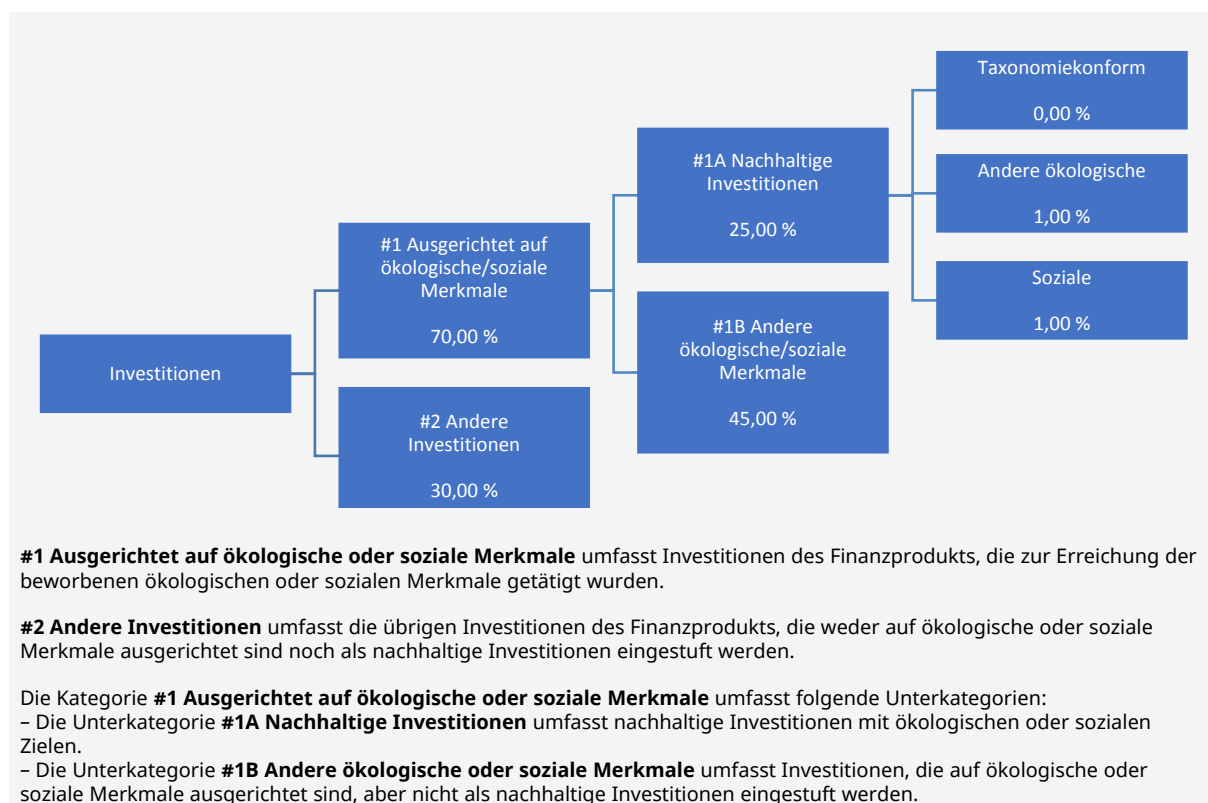 Investitionen
#1 Ausgerichtet auf
ökologische/soziale
Merkmale
70,00 %
#2 Andere
Investitionen
30,00 %
#1A Nachhaltige
Investitionen
25,00 %
#1B Andere
ökologische/soziale
Merkmale
45,00 %
Taxonomiekonform
0,00 %
Andere ökologische
1,00 %
Soziale
1,00 %
#1 Ausgerichtet auf ökologische oder soziale Merkmale umfasst Investitionen des Finanzprodukts, die zur Erreichung der
beworbenen ökologischen oder sozialen Merkmale getätigt wurden.
#2 Andere Investitionen umfasst die übrigen Investitionen des Finanzprodukts, die weder auf ökologische oder soziale
Merkmale ausgerichtet sind noch als nachhaltige Investitionen eingestuft werden.
Die Kategorie #1 Ausgerichtet auf ökologische oder soziale Merkmale umfasst folgende Unterkategorien:
– Die Unterkategorie #1A Nachhaltige Investitionen umfasst nachhaltige Investitionen mit ökologischen oder sozialen
Zielen.
– Die Unterkategorie #1B Andere ökologische oder soziale Merkmale umfasst Investitionen, die auf ökologische oder
soziale Merkmale ausgerichtet sind, aber nicht als nachhaltige Investitionen eingestuft werden.